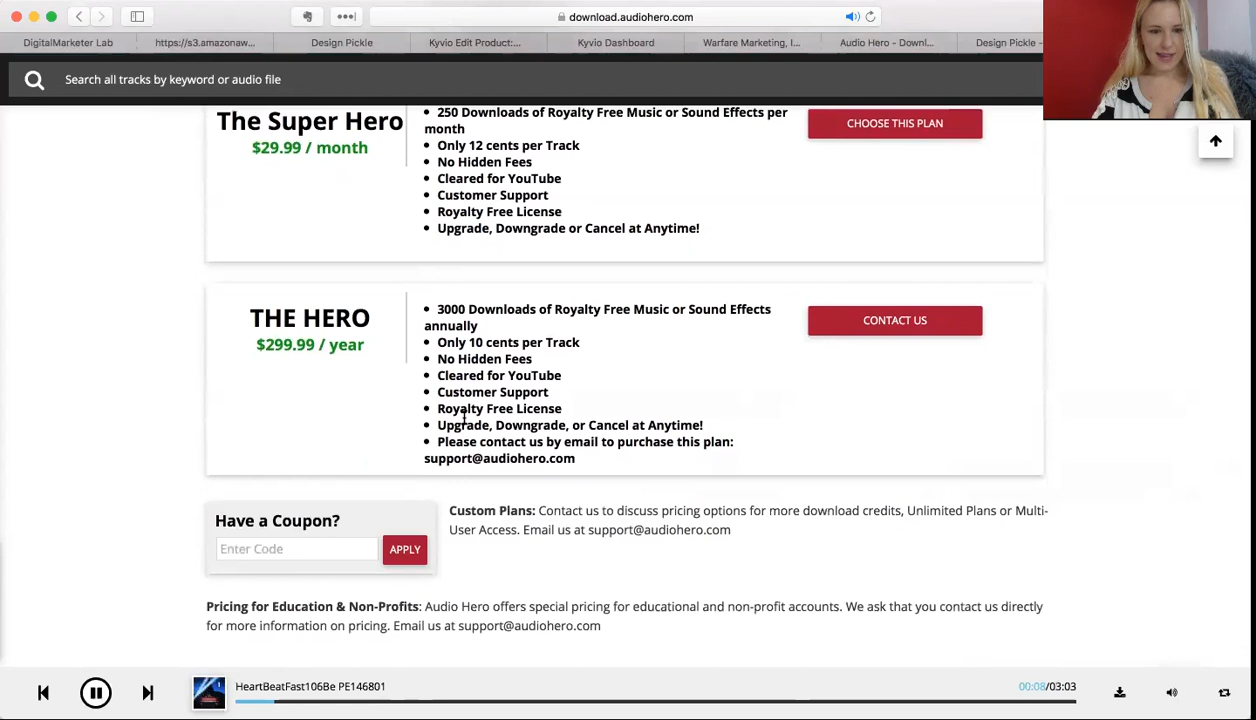 download.audiohero.com
DigitalMarketer Lab
https://s3.amazonaw...
Design Pickle
Kyvio Edit Product:...
Kyvio Dashboard
Warfare Marketing, I...
Audio Hero - Downl...
Design Pickle -
Search all tracks by keyword or audio file
The Super Hero
$29.99 / month
• 250 Downloads of Royalty Free Music or Sound Effects per
month
• Only 12 cents per Track
• No Hidden Fees
• Cleared for YouTube
• Customer Support
• Royalty Free License
• Upgrade, Downgrade or Cancel at Anytime!
CHOOSE THIS PLAN
THE HERO
$299.99 / year
• 3000 Downloads of Royalty Free Music or Sound Effects
annually
• Only 10 cents per Track
• No Hidden Fees
• Cleared for YouTube
• Customer Support
• Royalty Free License
• Upgrade, Downgrade, or Cancel at Anytime!
• Please contact us by email to purchase this plan:
support@audiohero.com
CONTACT US
Have a Coupon?
Enter Code
APPLY
Custom Plans: Contact us to discuss pricing options for more download credits, Unlimited Plans or Multi-
User Access. Email us at support@audiohero.com
Pricing for Education & Non-Profits: Audio Hero offers special pricing for educational and non-profit accounts. We ask that you contact us directly
for more information on pricing. Email us at support@audiohero.com
HeartBeatFast106Be PE146801
00:08/03:03